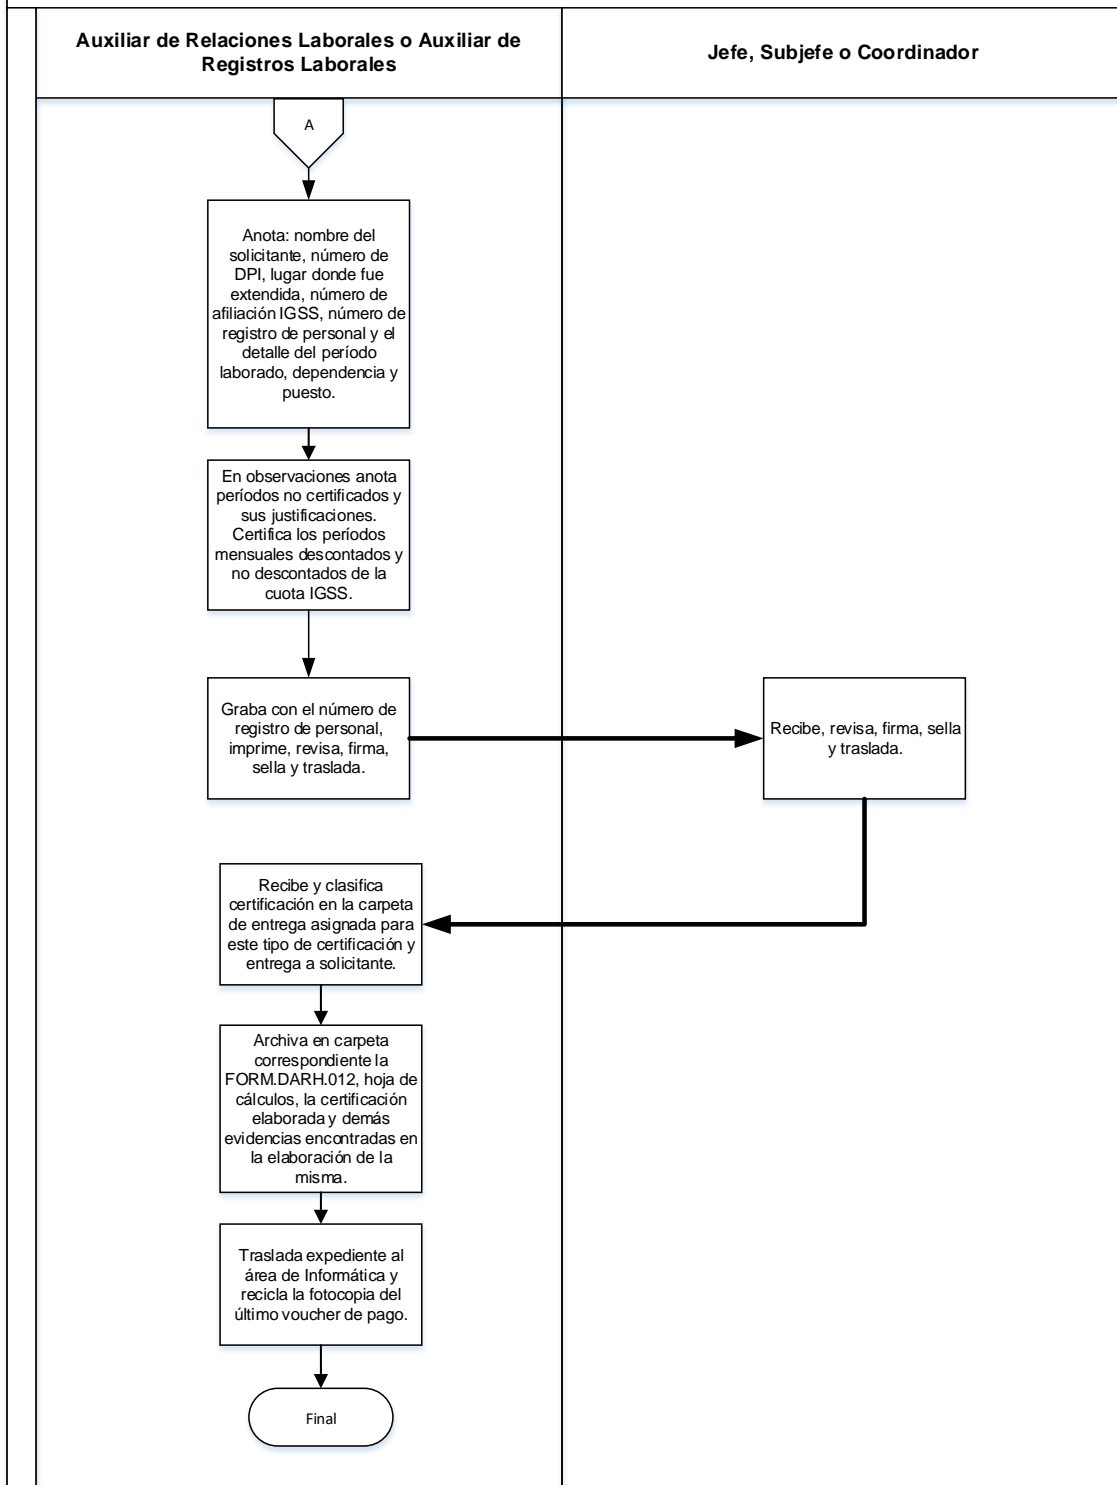 Auxiliar de Relaciones Laborales o Auxiliar de
Registros Laborales
Jefe, Subjefe o Coordinador
A
Anota: nombre del
solicitante, número de
DPI, lugar donde fue
extendida, número de
afiliación IGSS, número de
registro de personal y el
detalle del período
laborado, dependencia y
puesto.
En observaciones anota
períodos no certificados y
sus justificaciones.
Certifica los períodos
mensuales descontados y
no descontados de la
cuota IGSS.
Graba con el número de
registro de personal,
imprime, revisa, firma,
sella y traslada.
Recibe, revisa, firma, sella
y traslada.
Recibe y clasifica
certificación en la carpeta
de entrega asignada para
este tipo de certificación y
entrega a solicitante.
Archiva en carpeta
correspondiente la
FORM.DARH.012, hoja de
cálculos, la certificación
elaborada y demás
evidencias encontradas en
la elaboración de la
misma.
Traslada expediente al
área de Informática y
recicla la fotocopia del
último voucher de pago.
Final